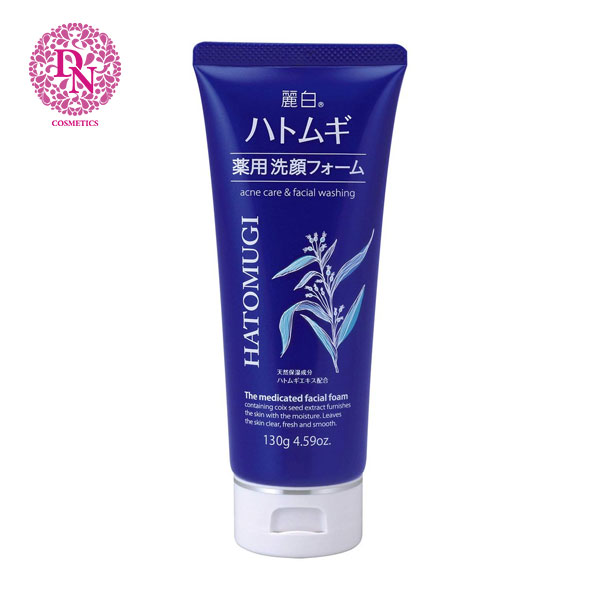 DN
COSMETICS
麗白®
ハトムギ
薬用洗顔フォーム
acne care & facial washing
HATOMUGI
天然保湿成分
ハトムギエキス配合
The medicated facial foam
containing coix seed extract furnishes
the skin with the moisture. Leaves
the skin clear, fresh and smooth.
130g 4.59oz.